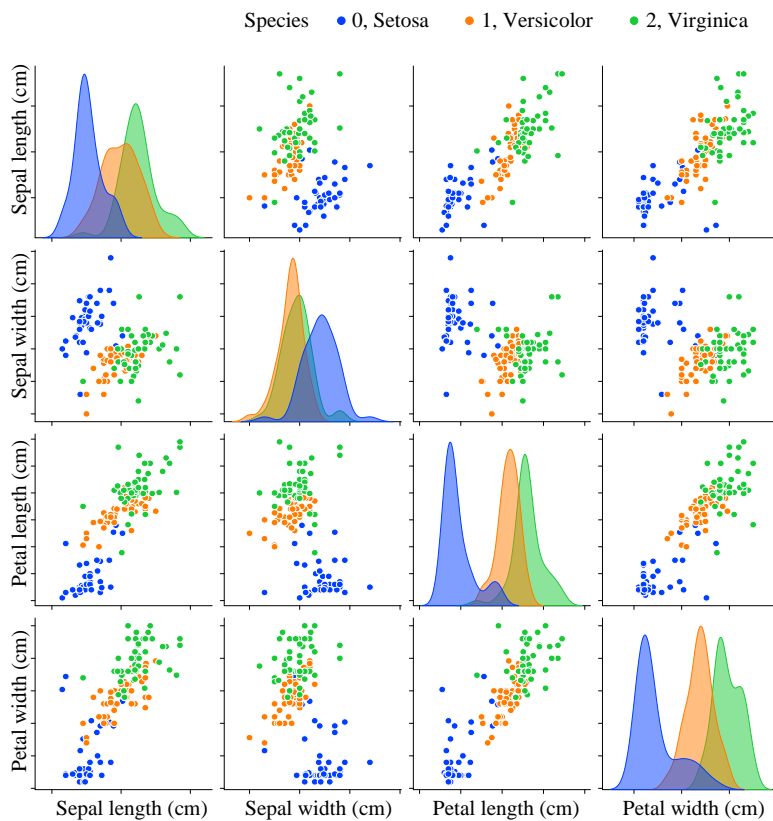 Species 0, Setosa 1, Versicolor 2, Virginica
Sepal length (cm)
Sepal width (cm)
Petal length (cm)
Petal width (cm)
Sepal length (cm) Sepal width (cm) Petal length (cm) Petal width (cm)